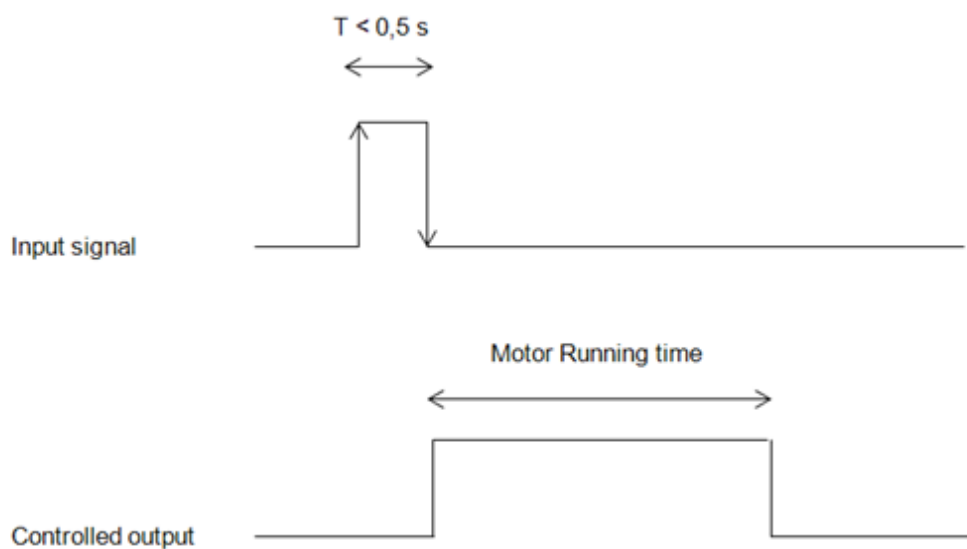 T < 0,5 s
Input signal
Motor Running time
Controlled output